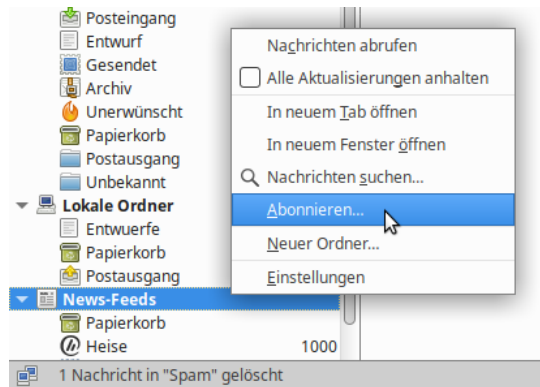 Posteingang
Entwurf
Gesendet
Archiv
Unerwünscht
Papierkorb
Postausgang
Unbekannt
Lokale Ordner
Entwuerfe
Papierkorb
Postausgang
News-Feeds
Papierkorb
Heise 1000
Nachrichten abrufen
Alle Aktualisierungen anhalten
In neuem Tab öffnen
In neuem Fenster öffnen
Nachrichten suchen...
Abonnieren...
Neuer Ordner...
Einstellungen
1 Nachricht in "Spam" gelöscht